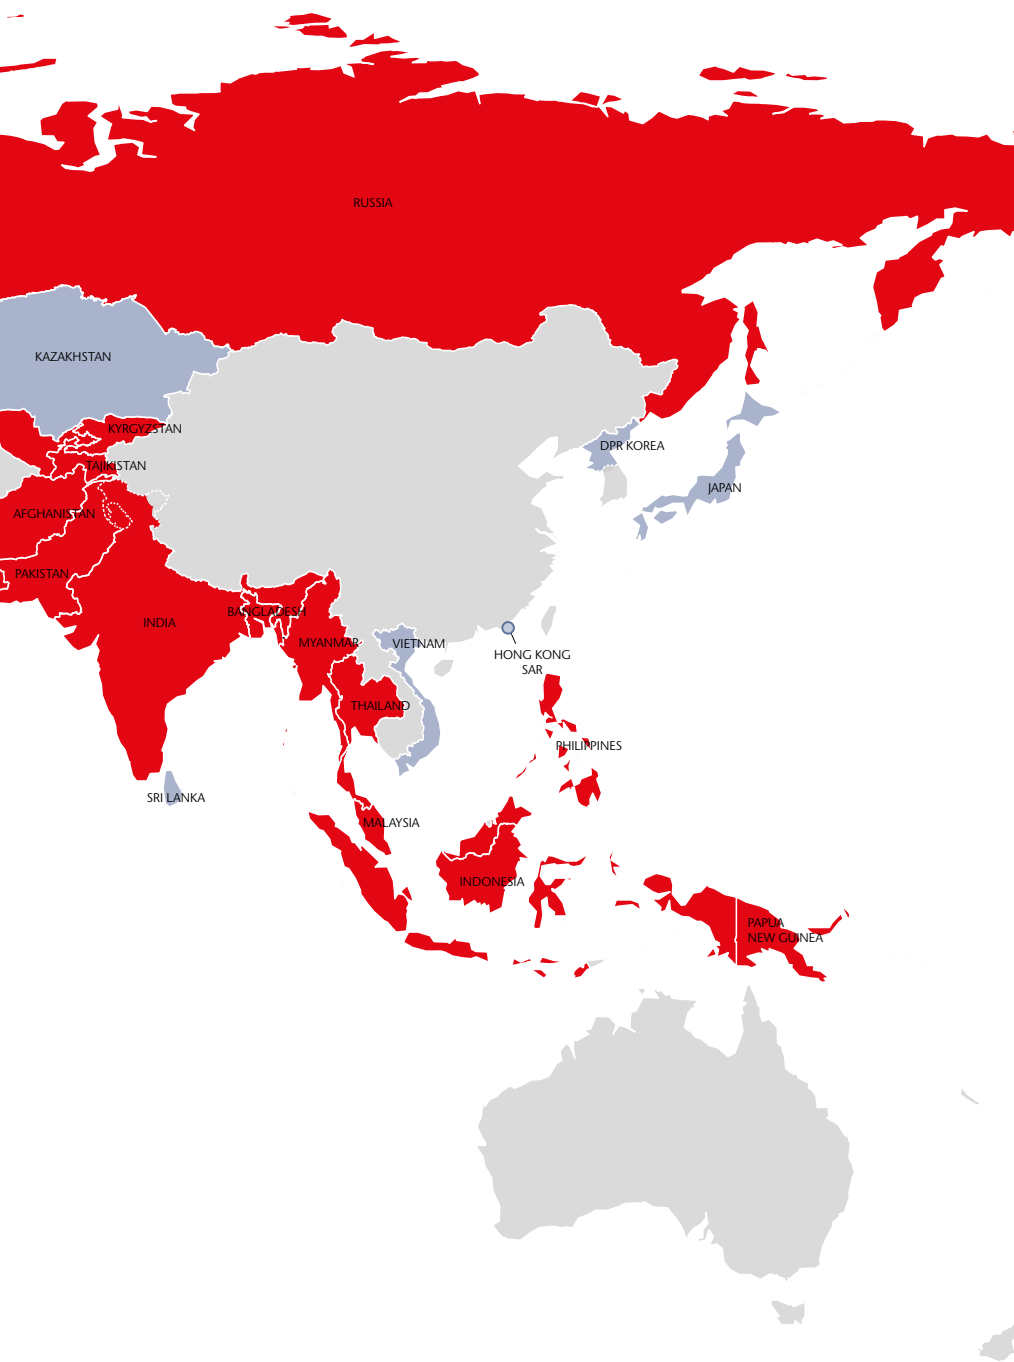 RUSSIA
KAZAKHSTAN
KYRGYZSTAN
DPR KOREA
TAJIKISTAN
JAPAN
AFGHANISTAN
PAKISTAN
BANGLADESH
INDIA
MYANMAR
VIETNAM
HONG KONG
SAR
THAILAND
PHILIPPINES
SRI LANKA
MALAYSIA
INDONESIA
PAPUA
NEW GUINEA